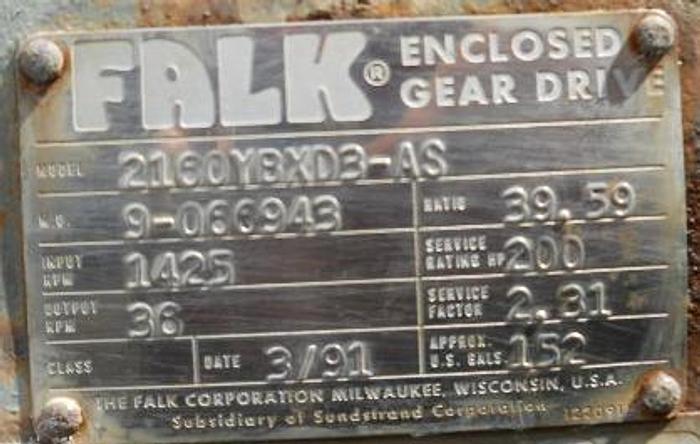 FALK® ENCLOSED
GEAR DRIVE
MODEL 2160YBXD3-AS
M.O. 9-066943 RATIO 39.59
INPUT RPM 1425 SERVICE RATING HP 200
OUTPUT RPM 36 SERVICE FACTOR 2.31
CLASS DATE 3/91 APPROX. U.S. GALS. 152
THE FALK CORPORATION MILWAUKEE, WISCONSIN, U.S.A.
Subsidiary of Sundstrand Corporation